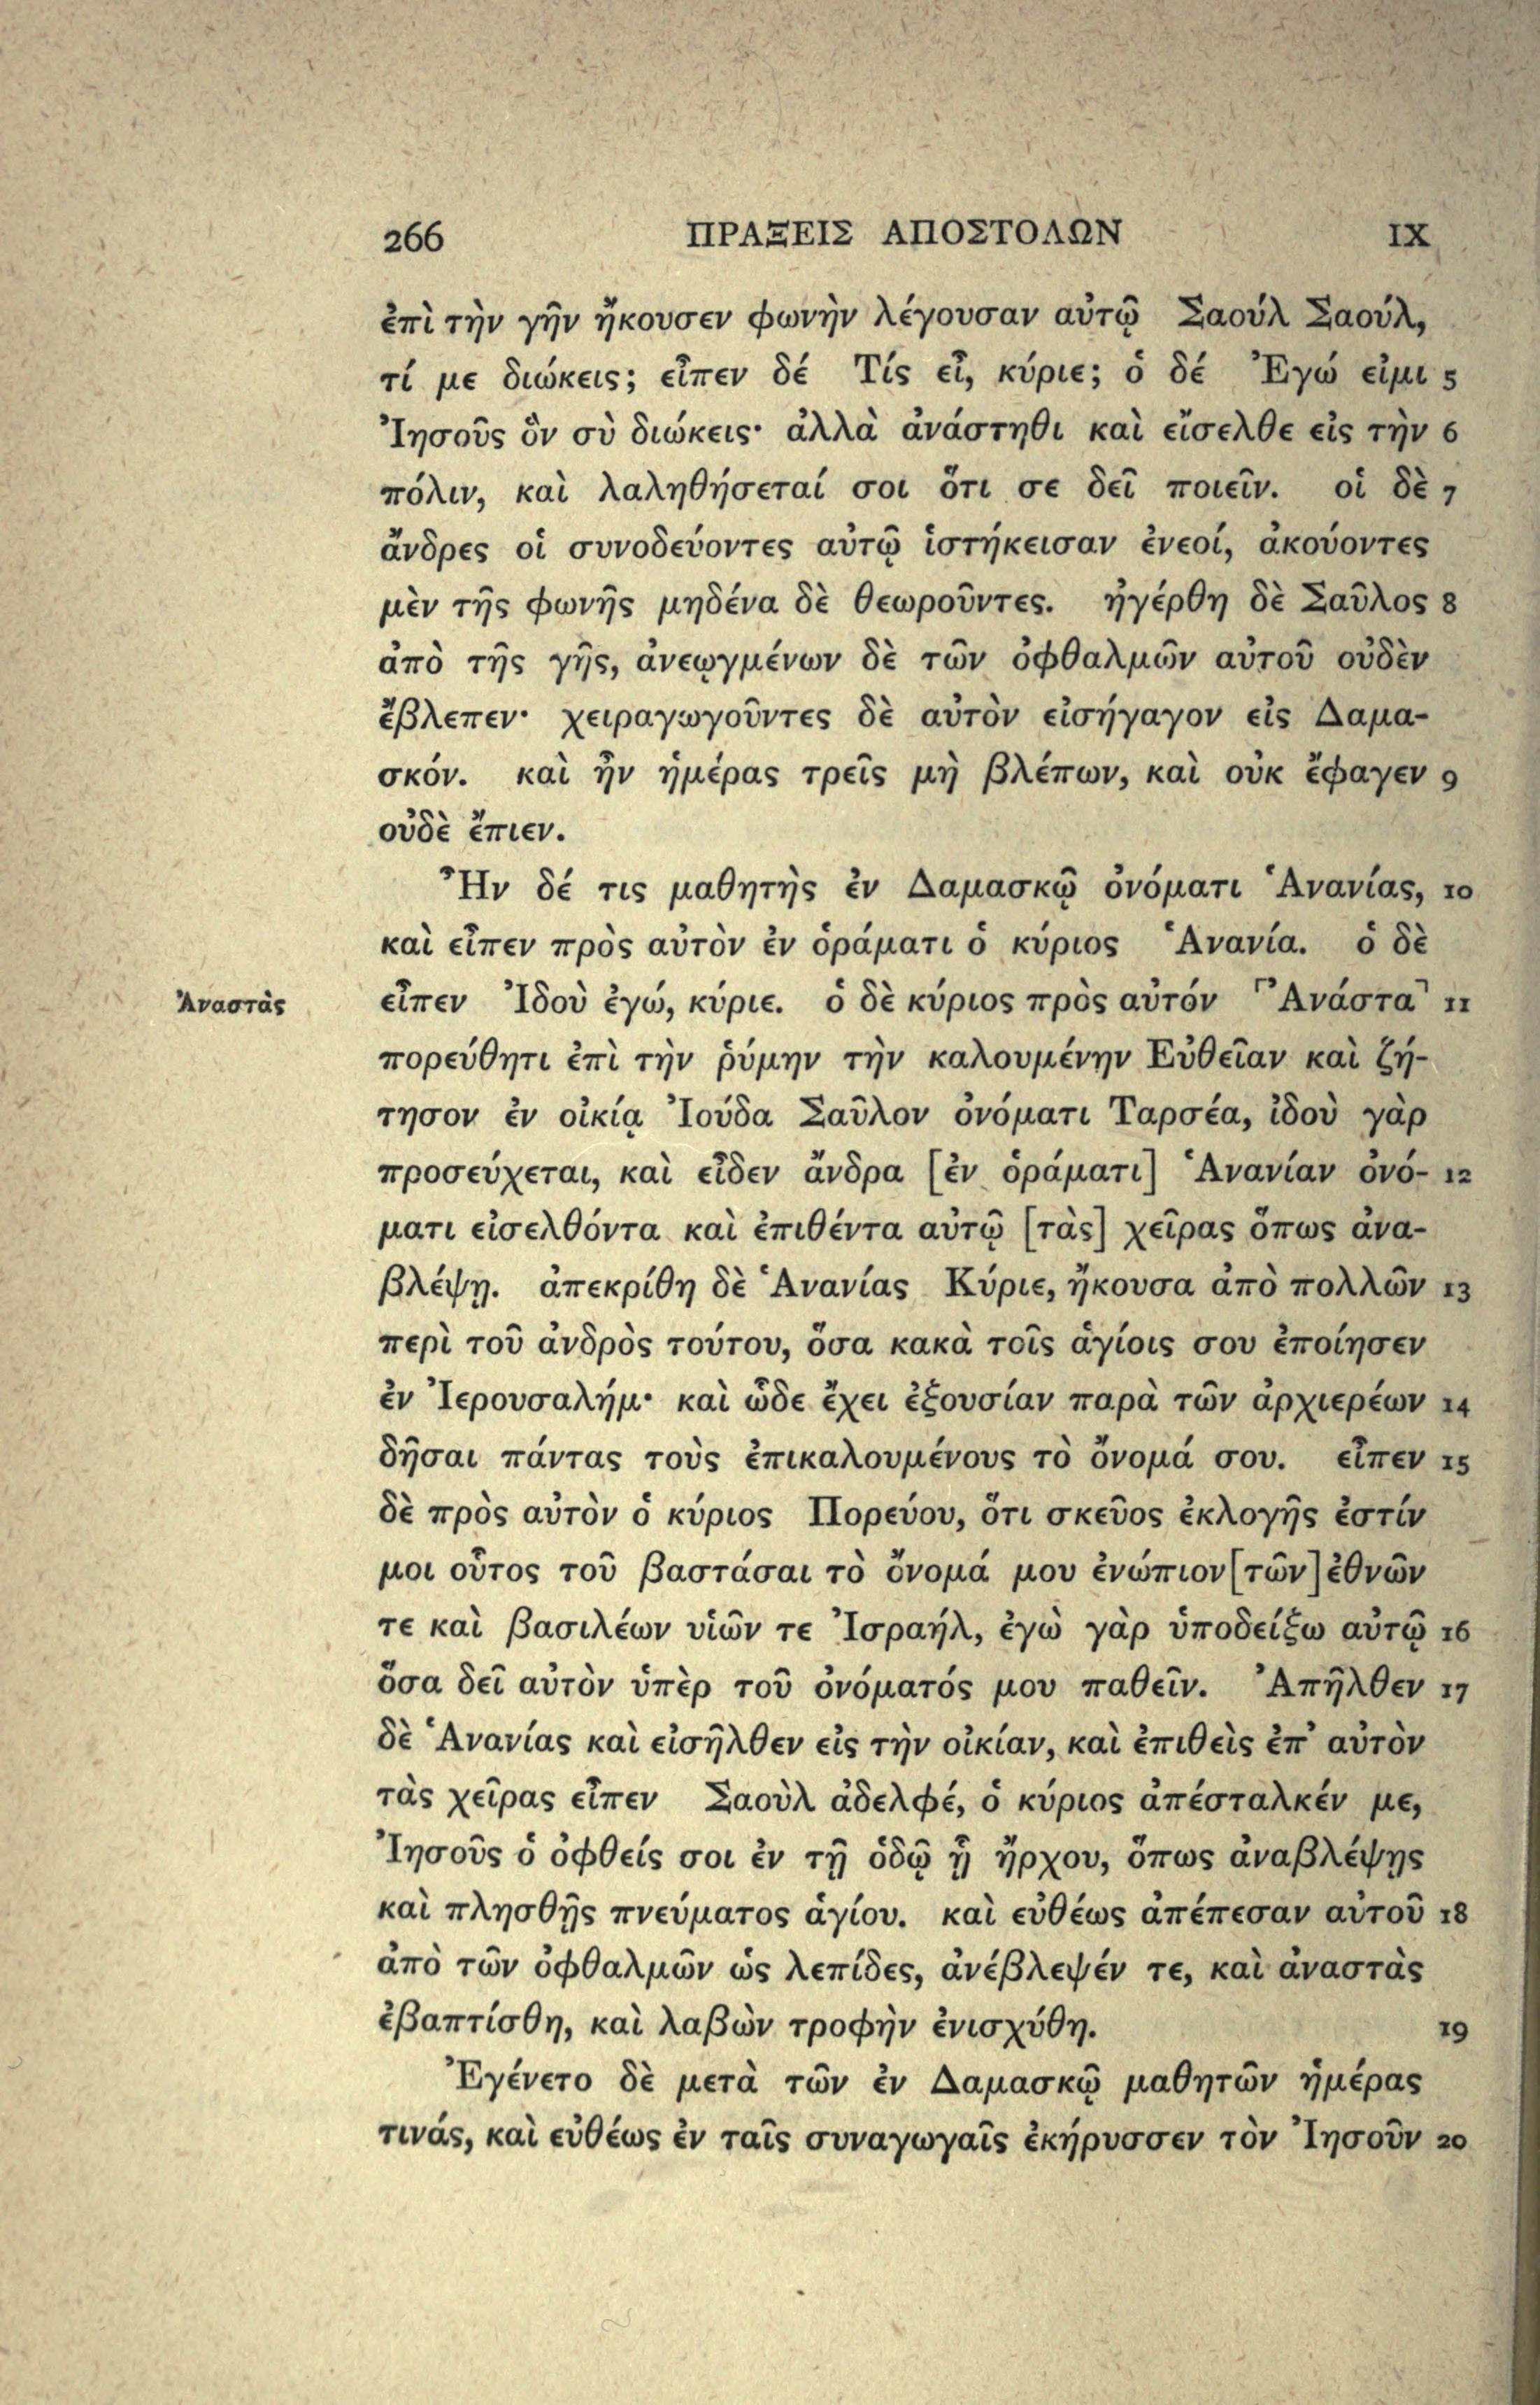 266 ΠΡΑΞΕΙΣ ΑΠΟΣΤΟΛΩΝ IX
ἐπὶ τὴν γῆν ἤκουσεν φωνὴν λέγουσαν αὐτῷ Σαούλ Σαούλ,
τί με διώκεις; εἶπεν δέ Τίς εἶ, κύριε; ὁ δέ Ἐγώ εἰμι 5
Ἰησοῦς ὃν σὺ διώκεις· ἀλλὰ ἀνάστηθι καὶ εἴσελθε εἰς τὴν 6
πόλιν, καὶ λαληθήσεταί σοι ὅτι σε δεῖ ποιεῖν. οἱ δὲ 7
ἄνδρες οἱ συνοδεύοντες αὐτῷ ἱστήκεισαν ἐνεοί, ἀκούοντες
μὲν τῆς φωνῆς μηδένα δὲ θεωροῦντες. ἠγέρθη δὲ Σαῦλος 8
ἀπὸ τῆς γῆς, ἀνεῳγμένων δὲ τῶν ὀφθαλμῶν αὐτοῦ οὐδὲν
ἔβλεπεν· χειραγωγοῦντες δὲ αὐτὸν εἰσήγαγον εἰς Δαμα-
σκόν. καὶ ἦν ἡμέρας τρεῖς μὴ βλέπων, καὶ οὐκ ἔφαγεν 9
οὐδὲ ἔπιεν.
Ἦν δέ τις μαθητὴς ἐν Δαμασκῷ ὀνόματι Ἁνανίας, 10
καὶ εἶπεν πρὸς αὐτὸν ἐν ὁράματι ὁ κύριος Ἁνανία. ὁ δὲ
Ἀναστὰς εἶπεν Ἰδοὺ ἐγώ, κύριε. ὁ δὲ κύριος πρὸς αὐτόν ⸢Ἀνάστα⸣ 11
πορεύθητι ἐπὶ τὴν ῥύμην τὴν καλουμένην Εὐθεῖαν καὶ ζή-
τησον ἐν οἰκίᾳ Ἰούδα Σαῦλον ὀνόματι Ταρσέα, ἰδοὺ γὰρ
προσεύχεται, καὶ εἶδεν ἄνδρα [ἐν ὁράματι] Ἁνανίαν ὀνό- 12
ματι εἰσελθόντα καὶ ἐπιθέντα αὐτῷ [τὰς] χεῖρας ὅπως ἀνα-
βλέψῃ. ἀπεκρίθη δὲ Ἁνανίας Κύριε, ἤκουσα ἀπὸ πολλῶν 13
περὶ τοῦ ἀνδρὸς τούτου, ὅσα κακὰ τοῖς ἁγίοις σου ἐποίησεν
ἐν Ἰερουσαλήμ· καὶ ὧδε ἔχει ἐξουσίαν παρὰ τῶν ἀρχιερέων 14
δῆσαι πάντας τοὺς ἐπικαλουμένους τὸ ὄνομά σου. εἶπεν 15
δὲ πρὸς αὐτὸν ὁ κύριος Πορεύου, ὅτι σκεῦος ἐκλογῆς ἐστίν
μοι οὗτος τοῦ βαστάσαι τὸ ὄνομά μου ἐνώπιον [τῶν] ἐθνῶν
τε καὶ βασιλέων υἱῶν τε Ἰσραήλ, ἐγὼ γὰρ ὑποδείξω αὐτῷ 16
ὅσα δεῖ αὐτὸν ὑπὲρ τοῦ ὀνόματός μου παθεῖν. Ἀπῆλθεν 17
δὲ Ἁνανίας καὶ εἰσῆλθεν εἰς τὴν οἰκίαν, καὶ ἐπιθεὶς ἐπʼ αὐτὸν
τὰς χεῖρας εἶπεν Σαοὺλ ἀδελφέ, ὁ κύριος ἀπέσταλκέν με,
Ἰησοῦς ὁ ὀφθείς σοι ἐν τῇ ὁδῷ ᾗ ἤρχου, ὅπως ἀναβλέψῃς
καὶ πλησθῇς πνεύματος ἁγίου. καὶ εὐθέως ἀπέπεσαν αὐτοῦ 18
ἀπὸ τῶν ὀφθαλμῶν ὡς λεπίδες, ἀνέβλεψέν τε, καὶ ἀναστὰς
ἐβαπτίσθη, καὶ λαβὼν τροφὴν ἐνισχύθη. 19
Ἐγένετο δὲ μετὰ τῶν ἐν Δαμασκῷ μαθητῶν ἡμέρας
τινάς, καὶ εὐθέως ἐν ταῖς συναγωγαῖς ἐκήρυσσεν τὸν Ἰησοῦν 20